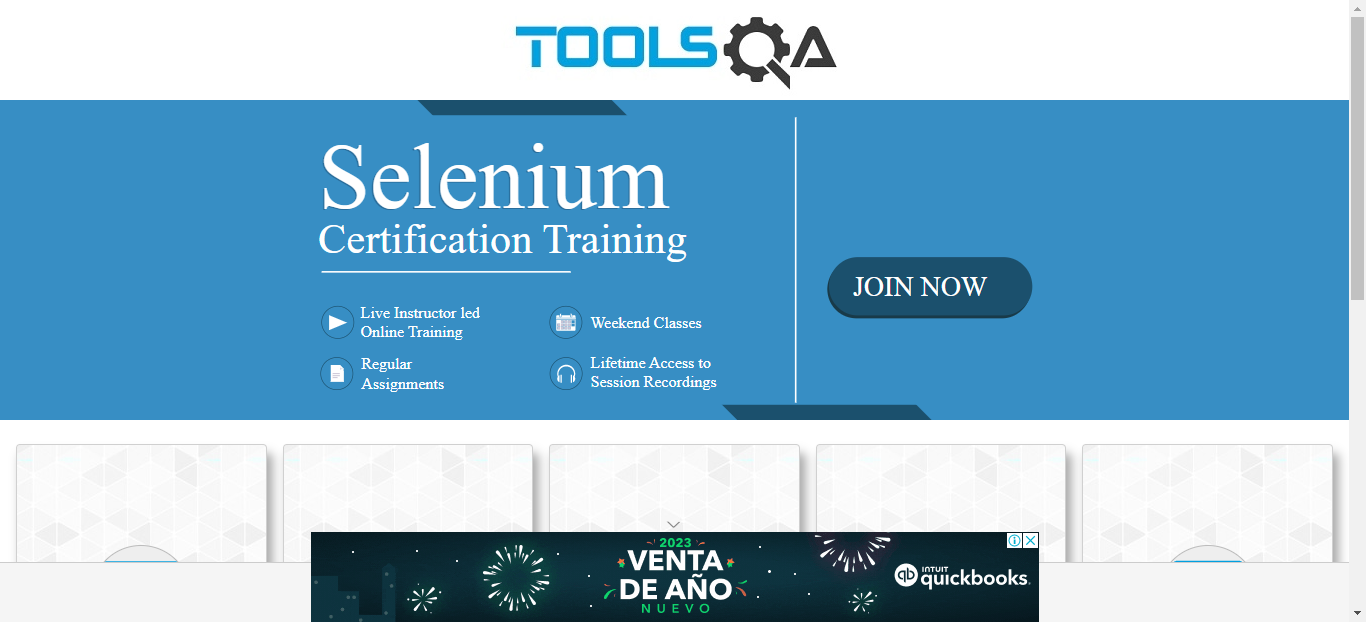 TOOLSQA
Selenium
Certification Training
Live Instructor led
Online Training
Weekend Classes
Regular
Assignments
Lifetime Access to
Session Recordings
JOIN NOW
2023
VENTA
DE AÑO
NUEVO
qb INTUIT
quickbooks.